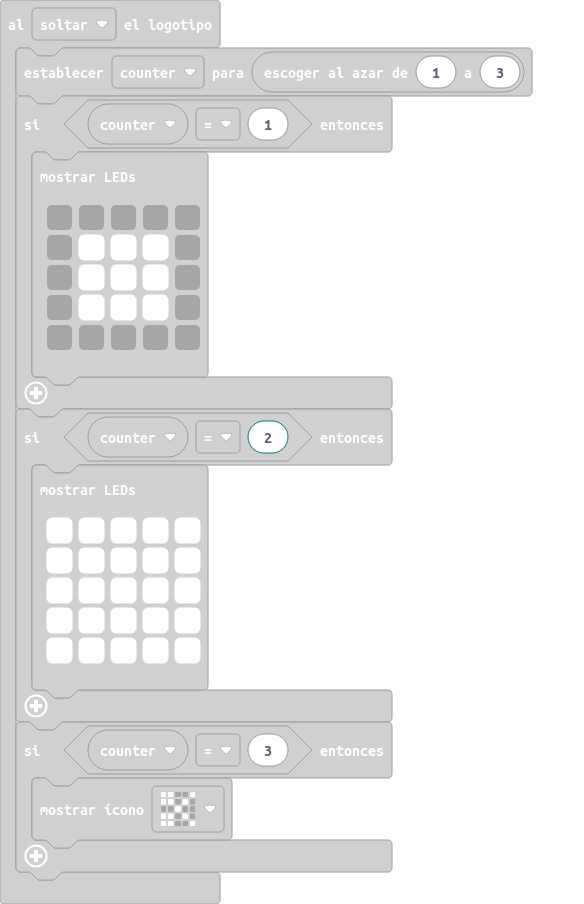 al soltar el logotipo
establecer counter para escoger al azar de 1 a 3
si counter = 1 entonces
mostrar LEDs
si counter = 2 entonces
mostrar LEDs
si counter = 3 entonces
mostrar ícono